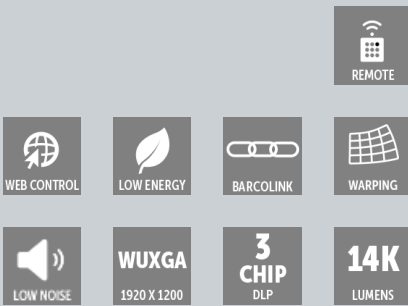 REMOTE
WEB CONTROL
LOW ENERGY
BARCOLINK
WARPING
LOW NOISE
WUXGA
1920 X 1200
3
CHIP
DLP
14K
LUMENS